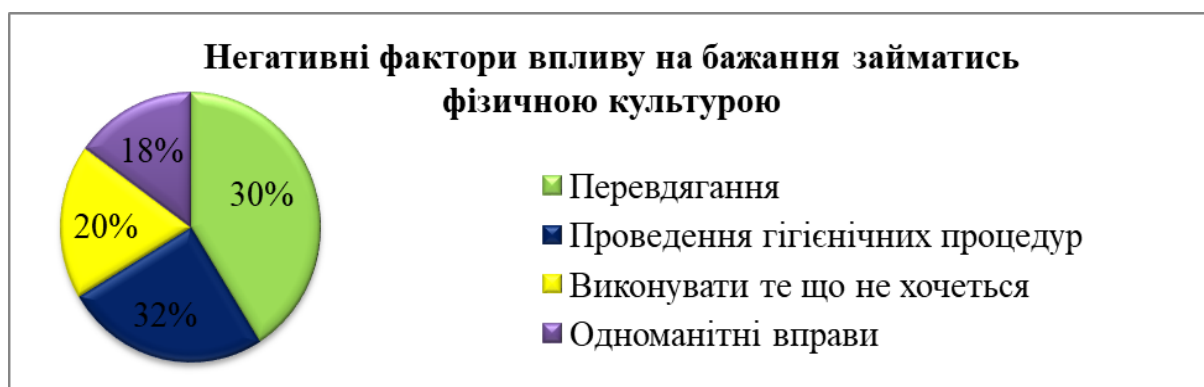 Негативні фактори впливу на бажання займатись
фізичною культурою
18%
30%
20%
32%
Перевдягання
Проведення гігієнічних процедур
Виконувати те що не хочеться
Одноманітні вправи